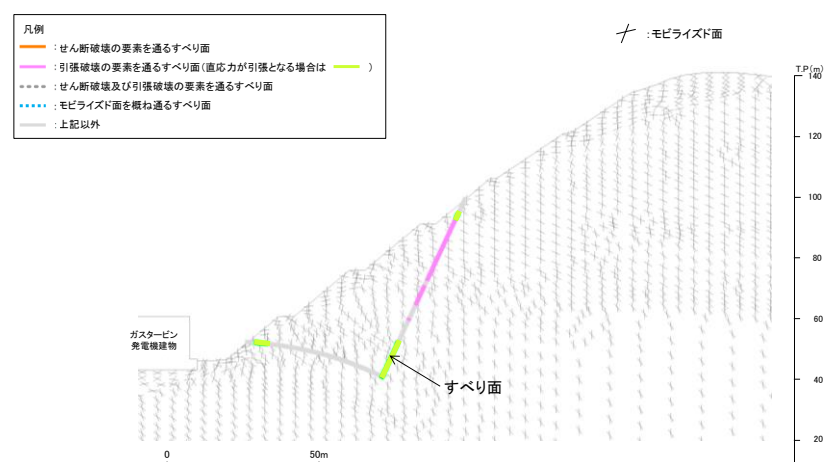 凡例
：せん断破壊の要素を通るすべり面
：引張破壊の要素を通るすべり面（直応力が引張となる場合は　　　）
：せん断破壊及び引張破壊の要素を通るすべり面
：モビライズド面を概ね通るすべり面
：上記以外
：モビライズド面
T.P(m)
140
120
100
80
60
40
20
ガスタービン
発電機建物
すべり面
0
50m